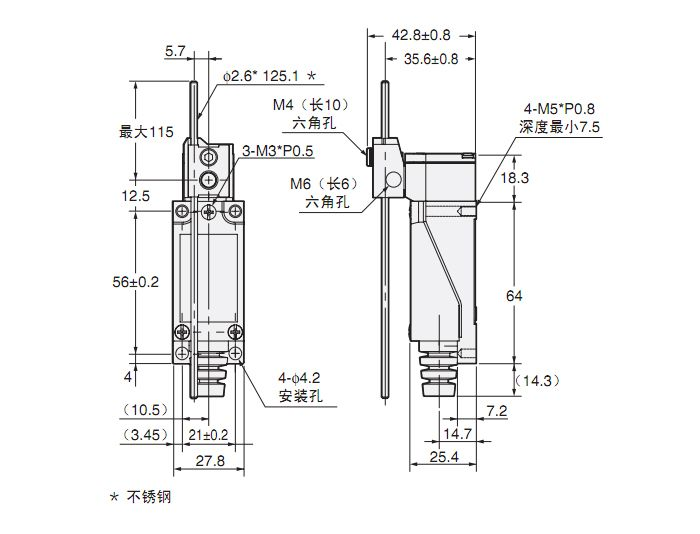 42.8±0.8
5.7
35.6±0.8
φ2.6* 125.1 *
M4（长10）
六角孔
4-M5*P0.8
深度最小7.5
最大115
3-M3*P0.5
18.3
12.5
M6（长6）
六角孔
56±0.2
64
4
4-φ4.2
安装孔
（14.3）
（10.5）
7.2
（3.45）
21±0.2
14.7
27.8
25.4
* 不锈钢